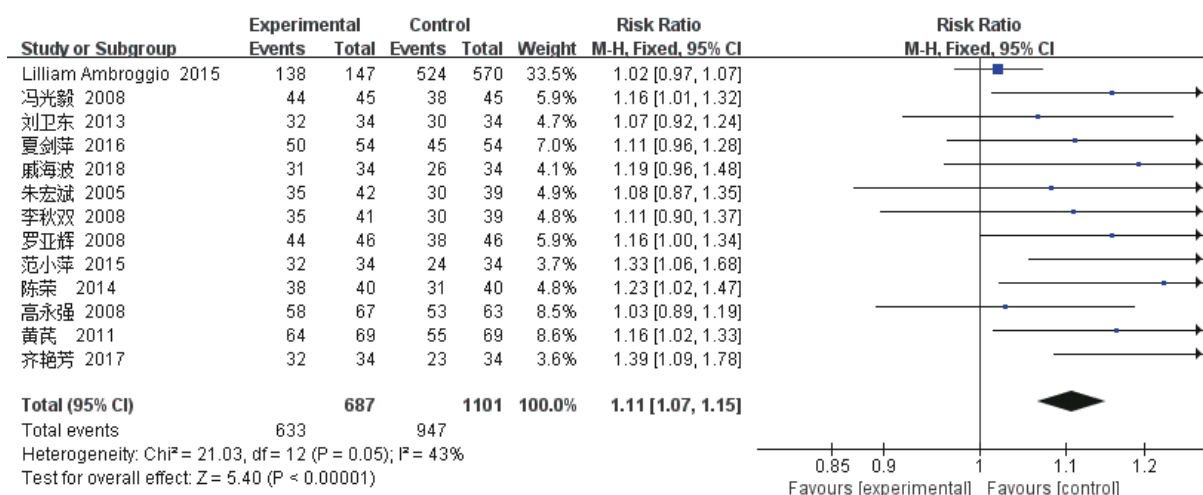 Experimental Control Risk Ratio Risk Ratio
Study or Subgroup Events Total Events Total Weight M-H, Fixed, 95% CI M-H, Fixed, 95% CI
Lilliam Ambroggio 2015 138 147 524 570 33.5% 1.02 [0.97, 1.07]
冯光毅 2008 44 45 38 45 5.9% 1.16 [1.01, 1.32]
刘卫东 2013 32 34 30 34 4.7% 1.07 [0.92, 1.24]
夏剑萍 2016 50 54 45 54 7.0% 1.11 [0.96, 1.28]
戚海波 2018 31 34 26 34 4.1% 1.19 [0.96, 1.48]
朱宏斌 2005 35 42 30 39 4.9% 1.08 [0.87, 1.35]
李秋双 2008 35 41 30 39 4.8% 1.11 [0.90, 1.37]
罗亚辉 2008 44 46 38 46 5.9% 1.16 [1.00, 1.34]
范小萍 2015 32 34 24 34 3.7% 1.33 [1.06, 1.68]
陈荣 2014 38 40 31 40 4.8% 1.23 [1.02, 1.47]
高永强 2008 58 67 53 63 8.5% 1.03 [0.89, 1.19]
黄芪 2011 64 69 55 69 8.6% 1.16 [1.02, 1.33]
齐艳芳 2017 32 34 23 34 3.6% 1.39 [1.09, 1.78]
Total (95% CI) 687 1101 100.0% 1.11 [1.07, 1.15]
Total events 633 947
Heterogeneity: Chi² = 21.03, df = 12 (P = 0.05); I² = 43%
Test for overall effect: Z = 5.40 (P < 0.00001)
0.85 0.9 1 1.1 1.2
Favours [experimental] Favours [control]